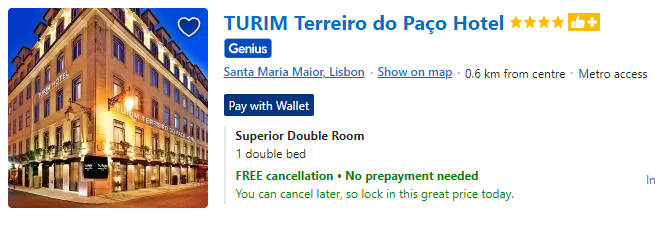 TURIM Terreiro do Paço Hotel
Genius
Santa Maria Maior, Lisbon · Show on map · 0.6 km from centre · Metro access
Pay with Wallet
Superior Double Room
1 double bed
FREE cancellation • No prepayment needed
You can cancel later, so lock in this great price today.
In
TURIM HOTEL
TURIM TERREIRO DO PAÇO HOTEL